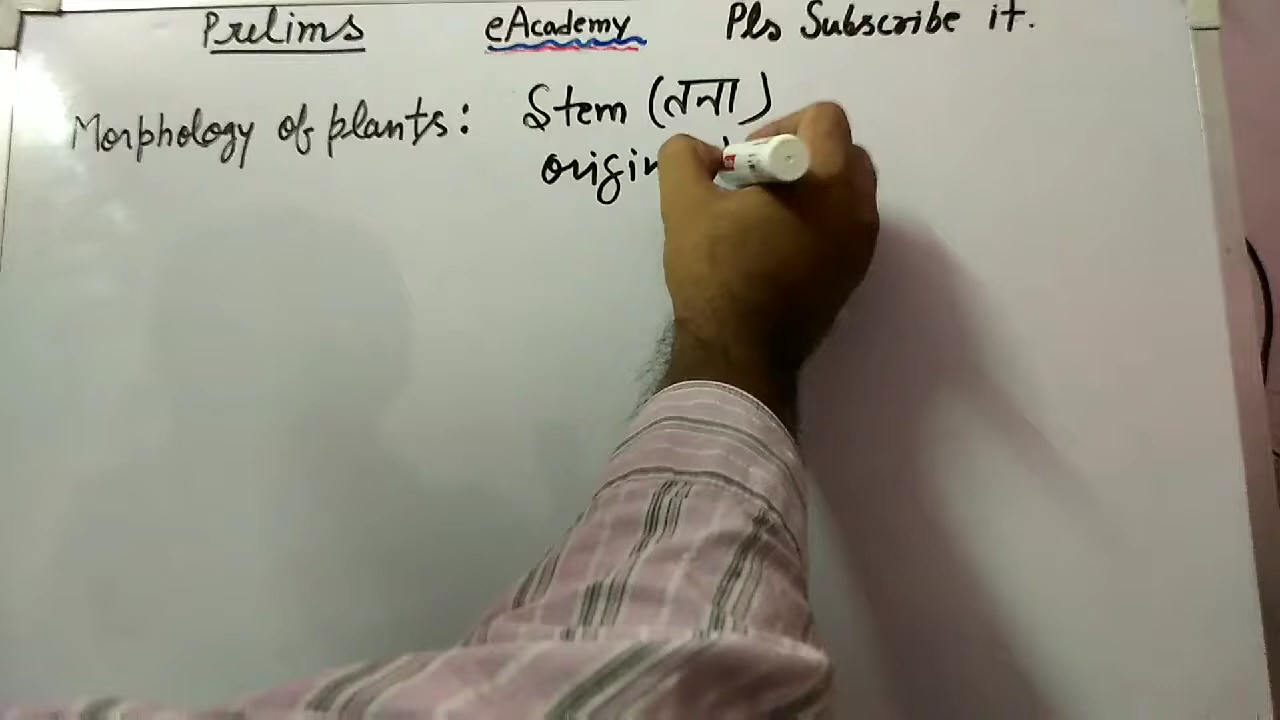 Prelims eAcademy Pls Subscribe it.
Morphology of plants: Stem (तना)